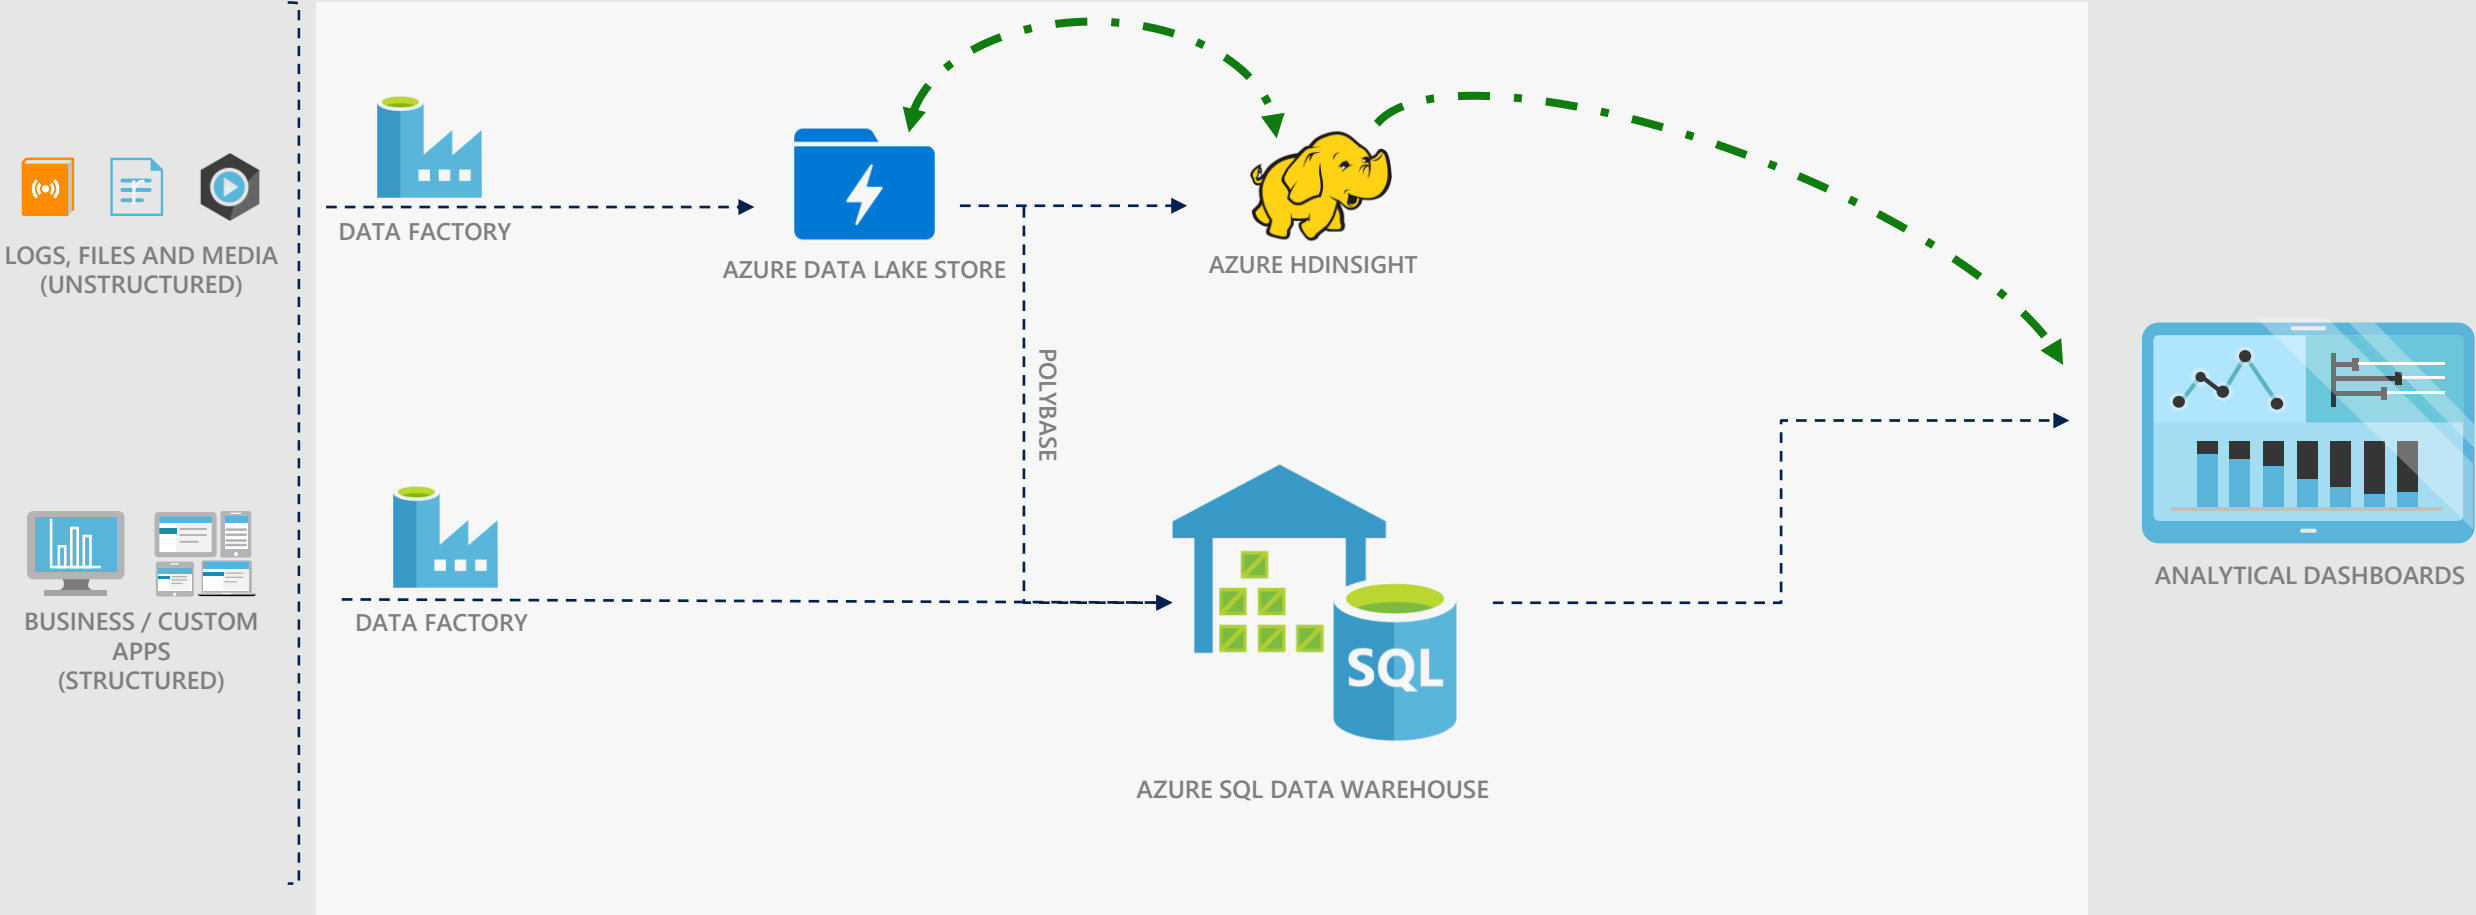 DATA FACTORY
LOGS, FILES AND MEDIA
(UNSTRUCTURED)
AZURE DATA LAKE STORE
AZURE HDINSIGHT
POLYBASE
r
BUSINESS / CUSTOM
APPS
(STRUCTURED)
DATA FACTORY
SQL
AZURE SQL DATA WAREHOUSE
ANALYTICAL DASHBOARDS